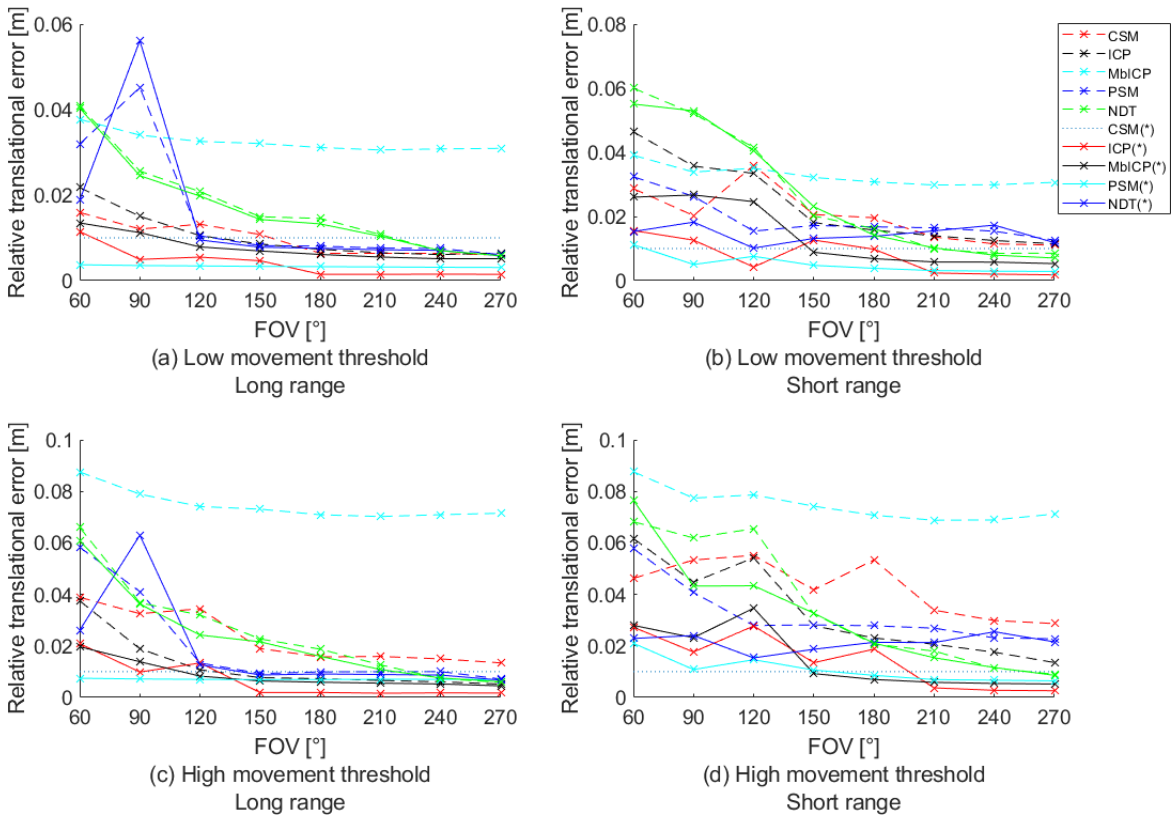 Relative translational error [m]
0.06
0.04
0.02
0
60 90 120 150 180 210 240 270
FOV [°]
(a) Low movement threshold
Long range
Relative translational error [m]
0.08
0.06
0.04
0.02
0
60 90 120 150 180 210 240 270
FOV [°]
(b) Low movement threshold
Short range
CSM
ICP
MbICP
PSM
NDT
CSM(*)
ICP(*)
MbICP(*)
PSM(*)
NDT(*)
Relative translational error [m]
0.1
0.08
0.06
0.04
0.02
0
60 90 120 150 180 210 240 270
FOV [°]
(c) High movement threshold
Long range
Relative translational error [m]
0.1
0.08
0.06
0.04
0.02
0
60 90 120 150 180 210 240 270
FOV [°]
(d) High movement threshold
Short range